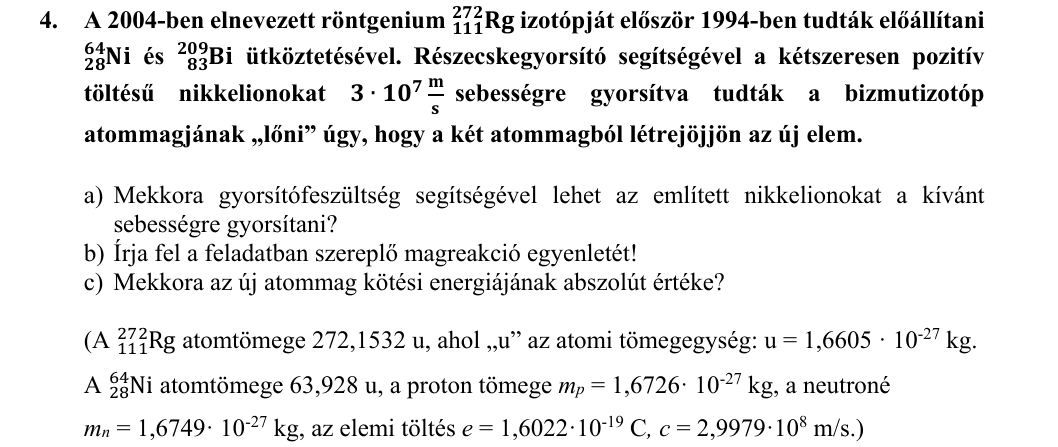 4. A 2004-ben elnevezett röntgenium ²⁷²₁₁₁Rg izotópját először 1994-ben tudták előállítani
⁶⁴₂₈Ni és ²⁰⁹₈₃Bi ütköztetésével. Részecskegyorsító segítségével a kétszeresen pozitív
töltésű nikkelionokat 3 · 10⁷ m/s sebességre gyorsítva tudták a bizmutizotóp
atommagjának „lőni” úgy, hogy a két atommagból létrejöjjön az új elem.
a) Mekkora gyorsítófeszültség segítségével lehet az említett nikkelionokat a kívánt
sebességre gyorsítani?
b) Írja fel a feladatban szereplő magreakció egyenletét!
c) Mekkora az új atommag kötési energiájának abszolút értéke?
(A ²⁷²₁₁₁Rg atomtömege 272,1532 u, ahol „u” az atomi tömegegység: u = 1,6605 · 10⁻²⁷ kg.
A ⁶⁴₂₈Ni atomtömege 63,928 u, a proton tömege mₚ = 1,6726· 10⁻²⁷ kg, a neutroné
mₙ = 1,6749· 10⁻²⁷ kg, az elemi töltés e = 1,6022·10⁻¹⁹ C, c = 2,9979·10⁸ m/s.)